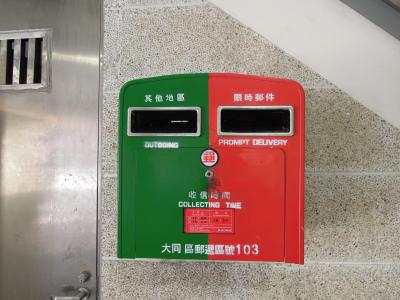 其他地區
限時郵件
OUTGOING
PROMPT DELIVERY
收信時間
COLLECTING TIME
大同區郵遞區號103